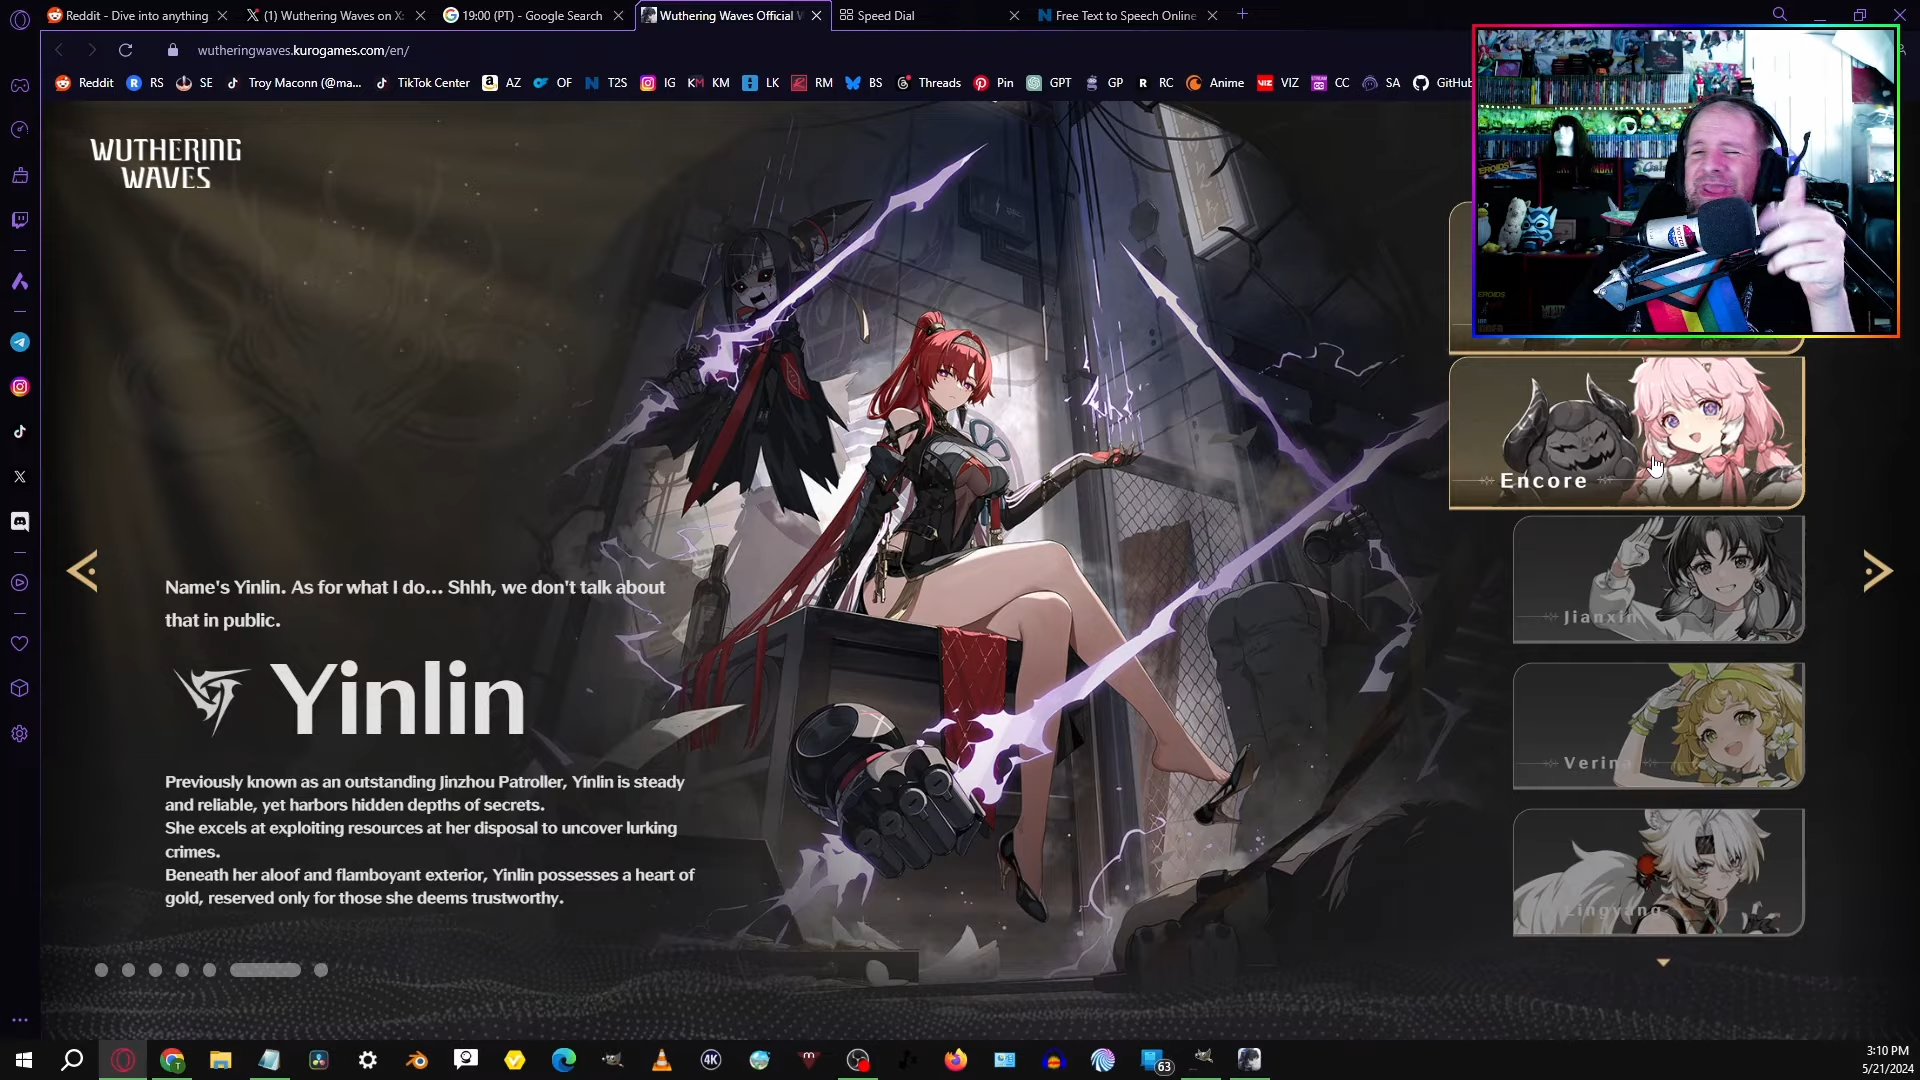 Reddit - Dive into anything
(1) Wuthering Waves on X:
19:00 (PT) - Google Search
Wuthering Waves Official W
Speed Dial
Free Text to Speech Online
wutheringwaves.kurogames.com/en/
Reddit
RS
SE
Troy Maconn (@ma...
TikTok Center
AZ
OF
T2S
IG
KM
LK
RM
BS
Threads
Pin
GPT
GP
RC
Anime
VIZ
CC
SA
GitHub
WUTHERING
WAVES
Encore
Jianxin
Verina
Lingyang
Name's Yinlin. As for what I do... Shhh, we don't talk about
that in public.
Yinlin
Previously known as an outstanding Jinzhou Patroller, Yinlin is steady
and reliable, yet harbors hidden depths of secrets.
She excels at exploiting resources at her disposal to uncover lurking
crimes.
Beneath her aloof and flamboyant exterior, Yinlin possesses a heart of
gold, reserved only for those she deems trustworthy.
4K
63
3:10 PM
5/21/2024